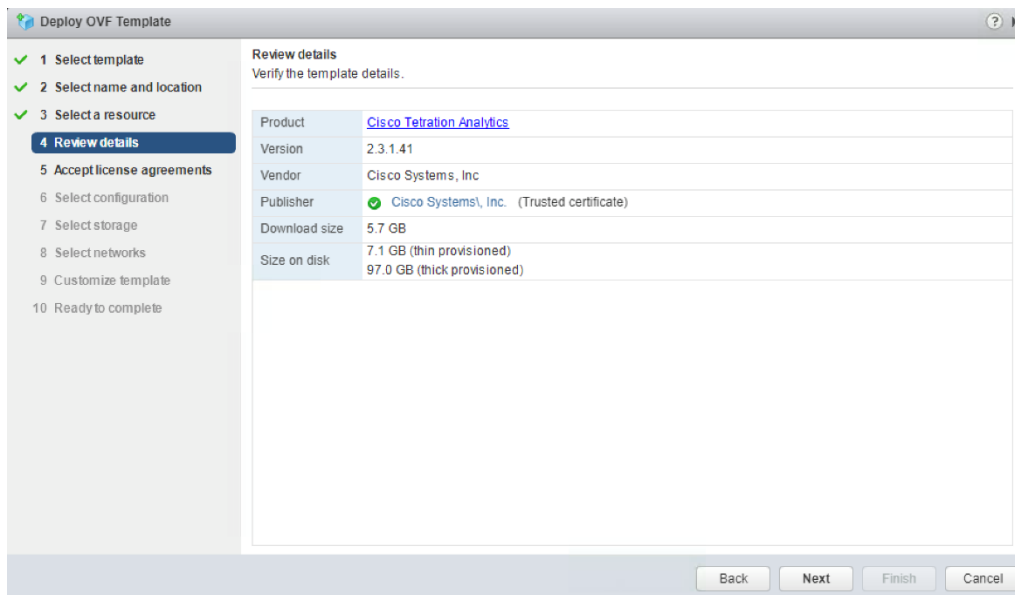 Deploy OVF Template
?
1 Select template
2 Select name and location
3 Select a resource
4 Review details
5 Accept license agreements
6 Select configuration
7 Select storage
8 Select networks
9 Customize template
10 Ready to complete
Review details
Verify the template details.
Product Cisco Tetration Analytics
Version 2.3.1.41
Vendor Cisco Systems, Inc
Publisher Cisco Systems\, Inc. (Trusted certificate)
Download size 5.7 GB
Size on disk 7.1 GB (thin provisioned)
97.0 GB (thick provisioned)
Back Next Finish Cancel